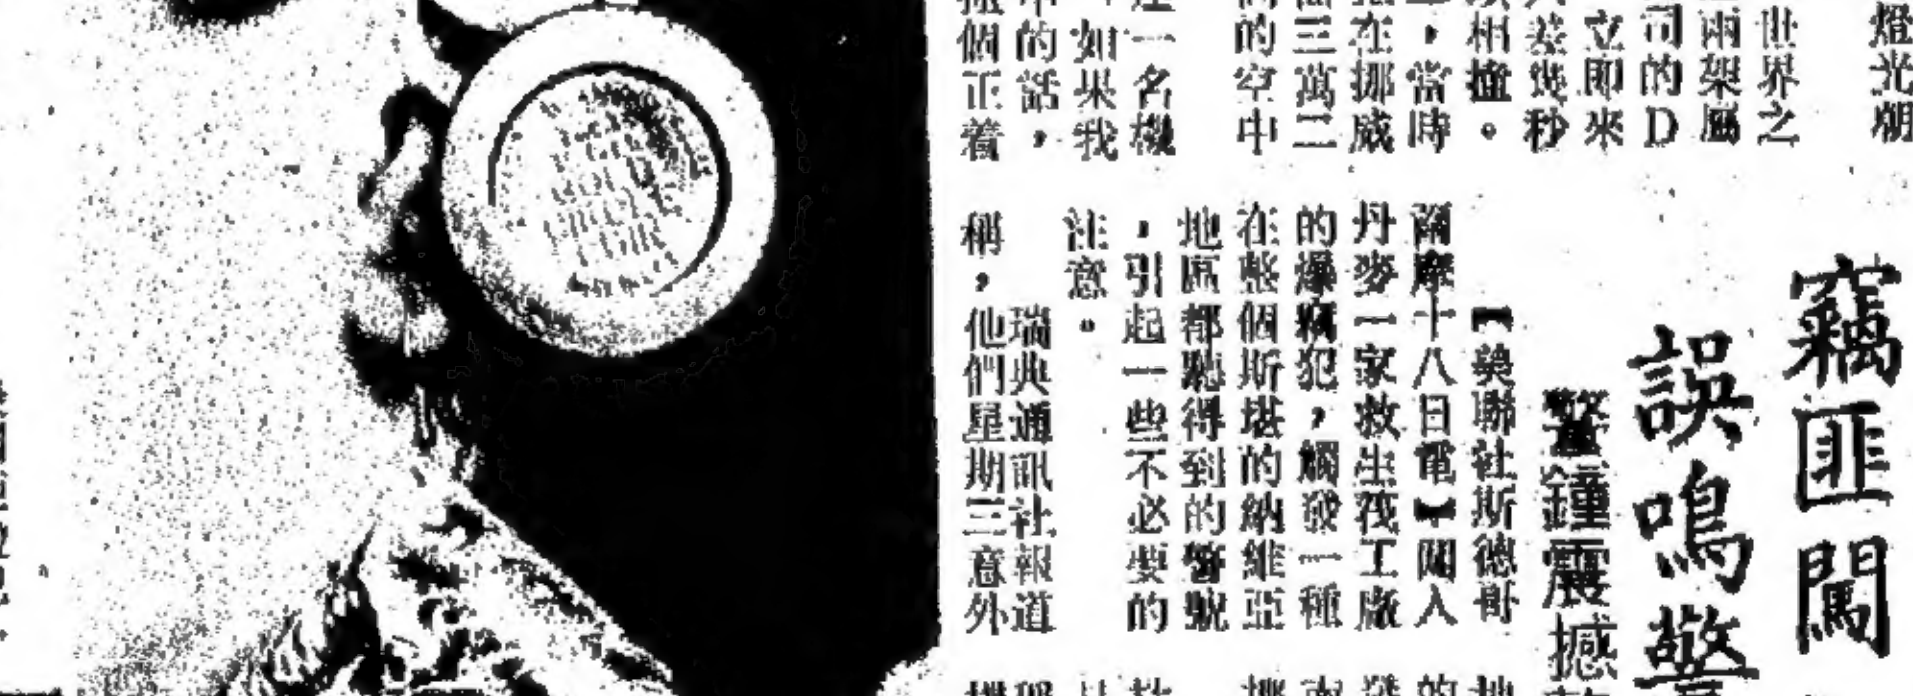 燈光朝
世界之
兩架屬
司的D
立即來
幾秒
相撞。
，當時
在挪威
三萬二
的空中
一名機
如果我
的話，
個正着
竊匪闖
誤鳴警
警鐘震撼
【美聯社斯德哥
爾摩十八日電】闖入
丹麥一家救生筏工廠
的爆竊犯，觸發一種
在整個斯堪的納維亞
地區都聽得到的警號
，引起一些不必要的
注意。
瑞典通訊社報道
稱，他們星期三意外